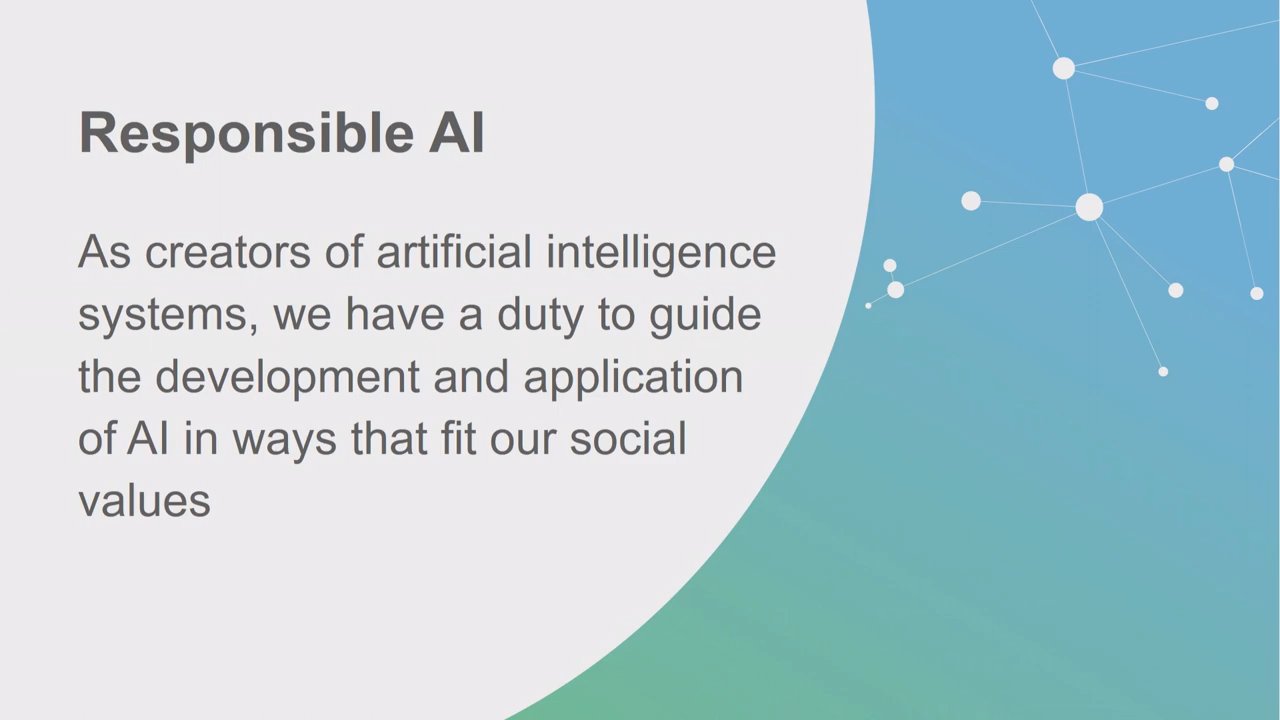 Responsible AI
As creators of artificial intelligence
systems, we have a duty to guide
the development and application
of AI in ways that fit our social
values